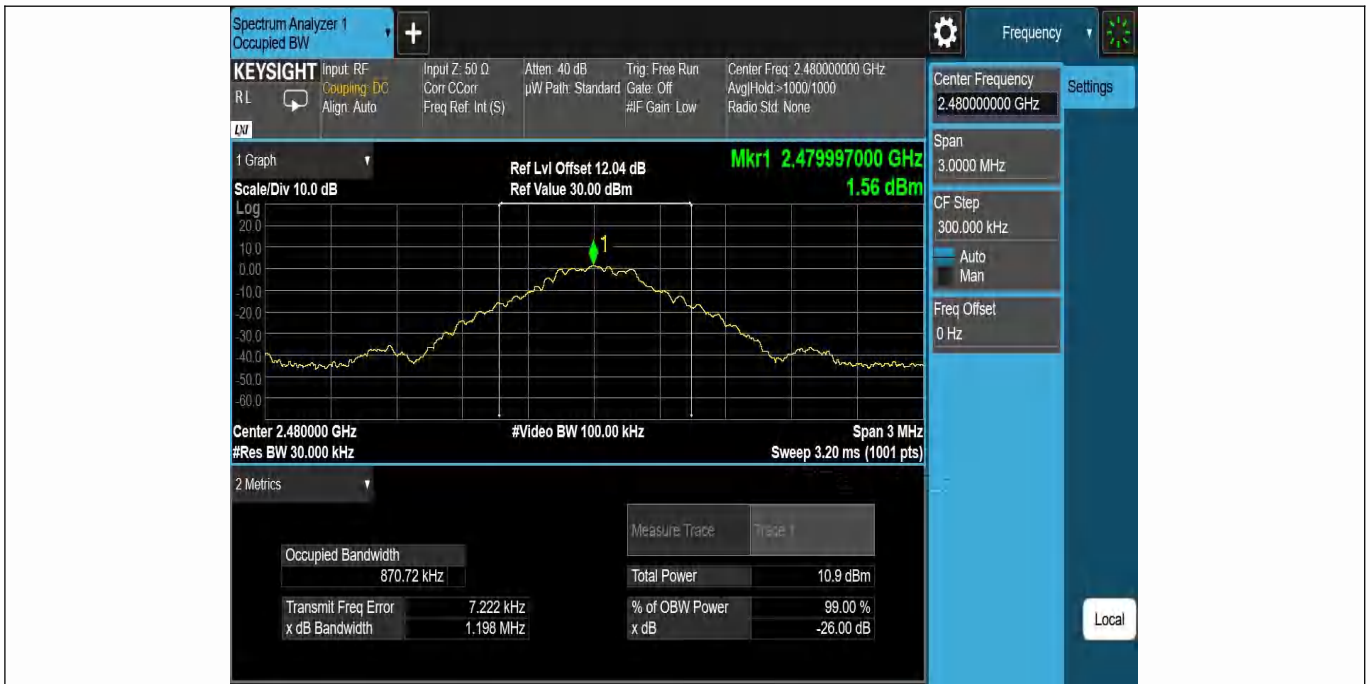 Spectrum Analyzer 1
Occupied BW
+
Frequency
KEYSIGHT
RL
LXI
Input: RF
Coupling: DC
Align: Auto
Input Z: 50 Ω
Corr CCorr
Freq Ref: Int (S)
Atten: 40 dB
µW Path: Standard
Trig: Free Run
Gate: Off
#IF Gain: Low
Center Freq: 2.480000000 GHz
Avg|Hold:>1000/1000
Radio Std: None
Center Frequency
2.480000000 GHz
Settings
Span
3.0000 MHz
CF Step
300.000 kHz
Auto
Man
Freq Offset
0 Hz
Local
1 Graph
Scale/Div 10.0 dB
Ref Lvl Offset 12.04 dB
Ref Value 30.00 dBm
Mkr1 2.479997000 GHz
1.56 dBm
Log
20.0
10.0
0.00
-10.0
-20.0
-30.0
-40.0
-50.0
-60.0
1
Center 2.480000 GHz
#Video BW 100.00 kHz
Span 3 MHz
#Res BW 30.000 kHz
Sweep 3.20 ms (1001 pts)
2 Metrics
Measure Trace
Trace 1
Occupied Bandwidth
870.72 kHz
Total Power
10.9 dBm
Transmit Freq Error
7.222 kHz
% of OBW Power
99.00 %
x dB Bandwidth
1.198 MHz
x dB
-26.00 dB